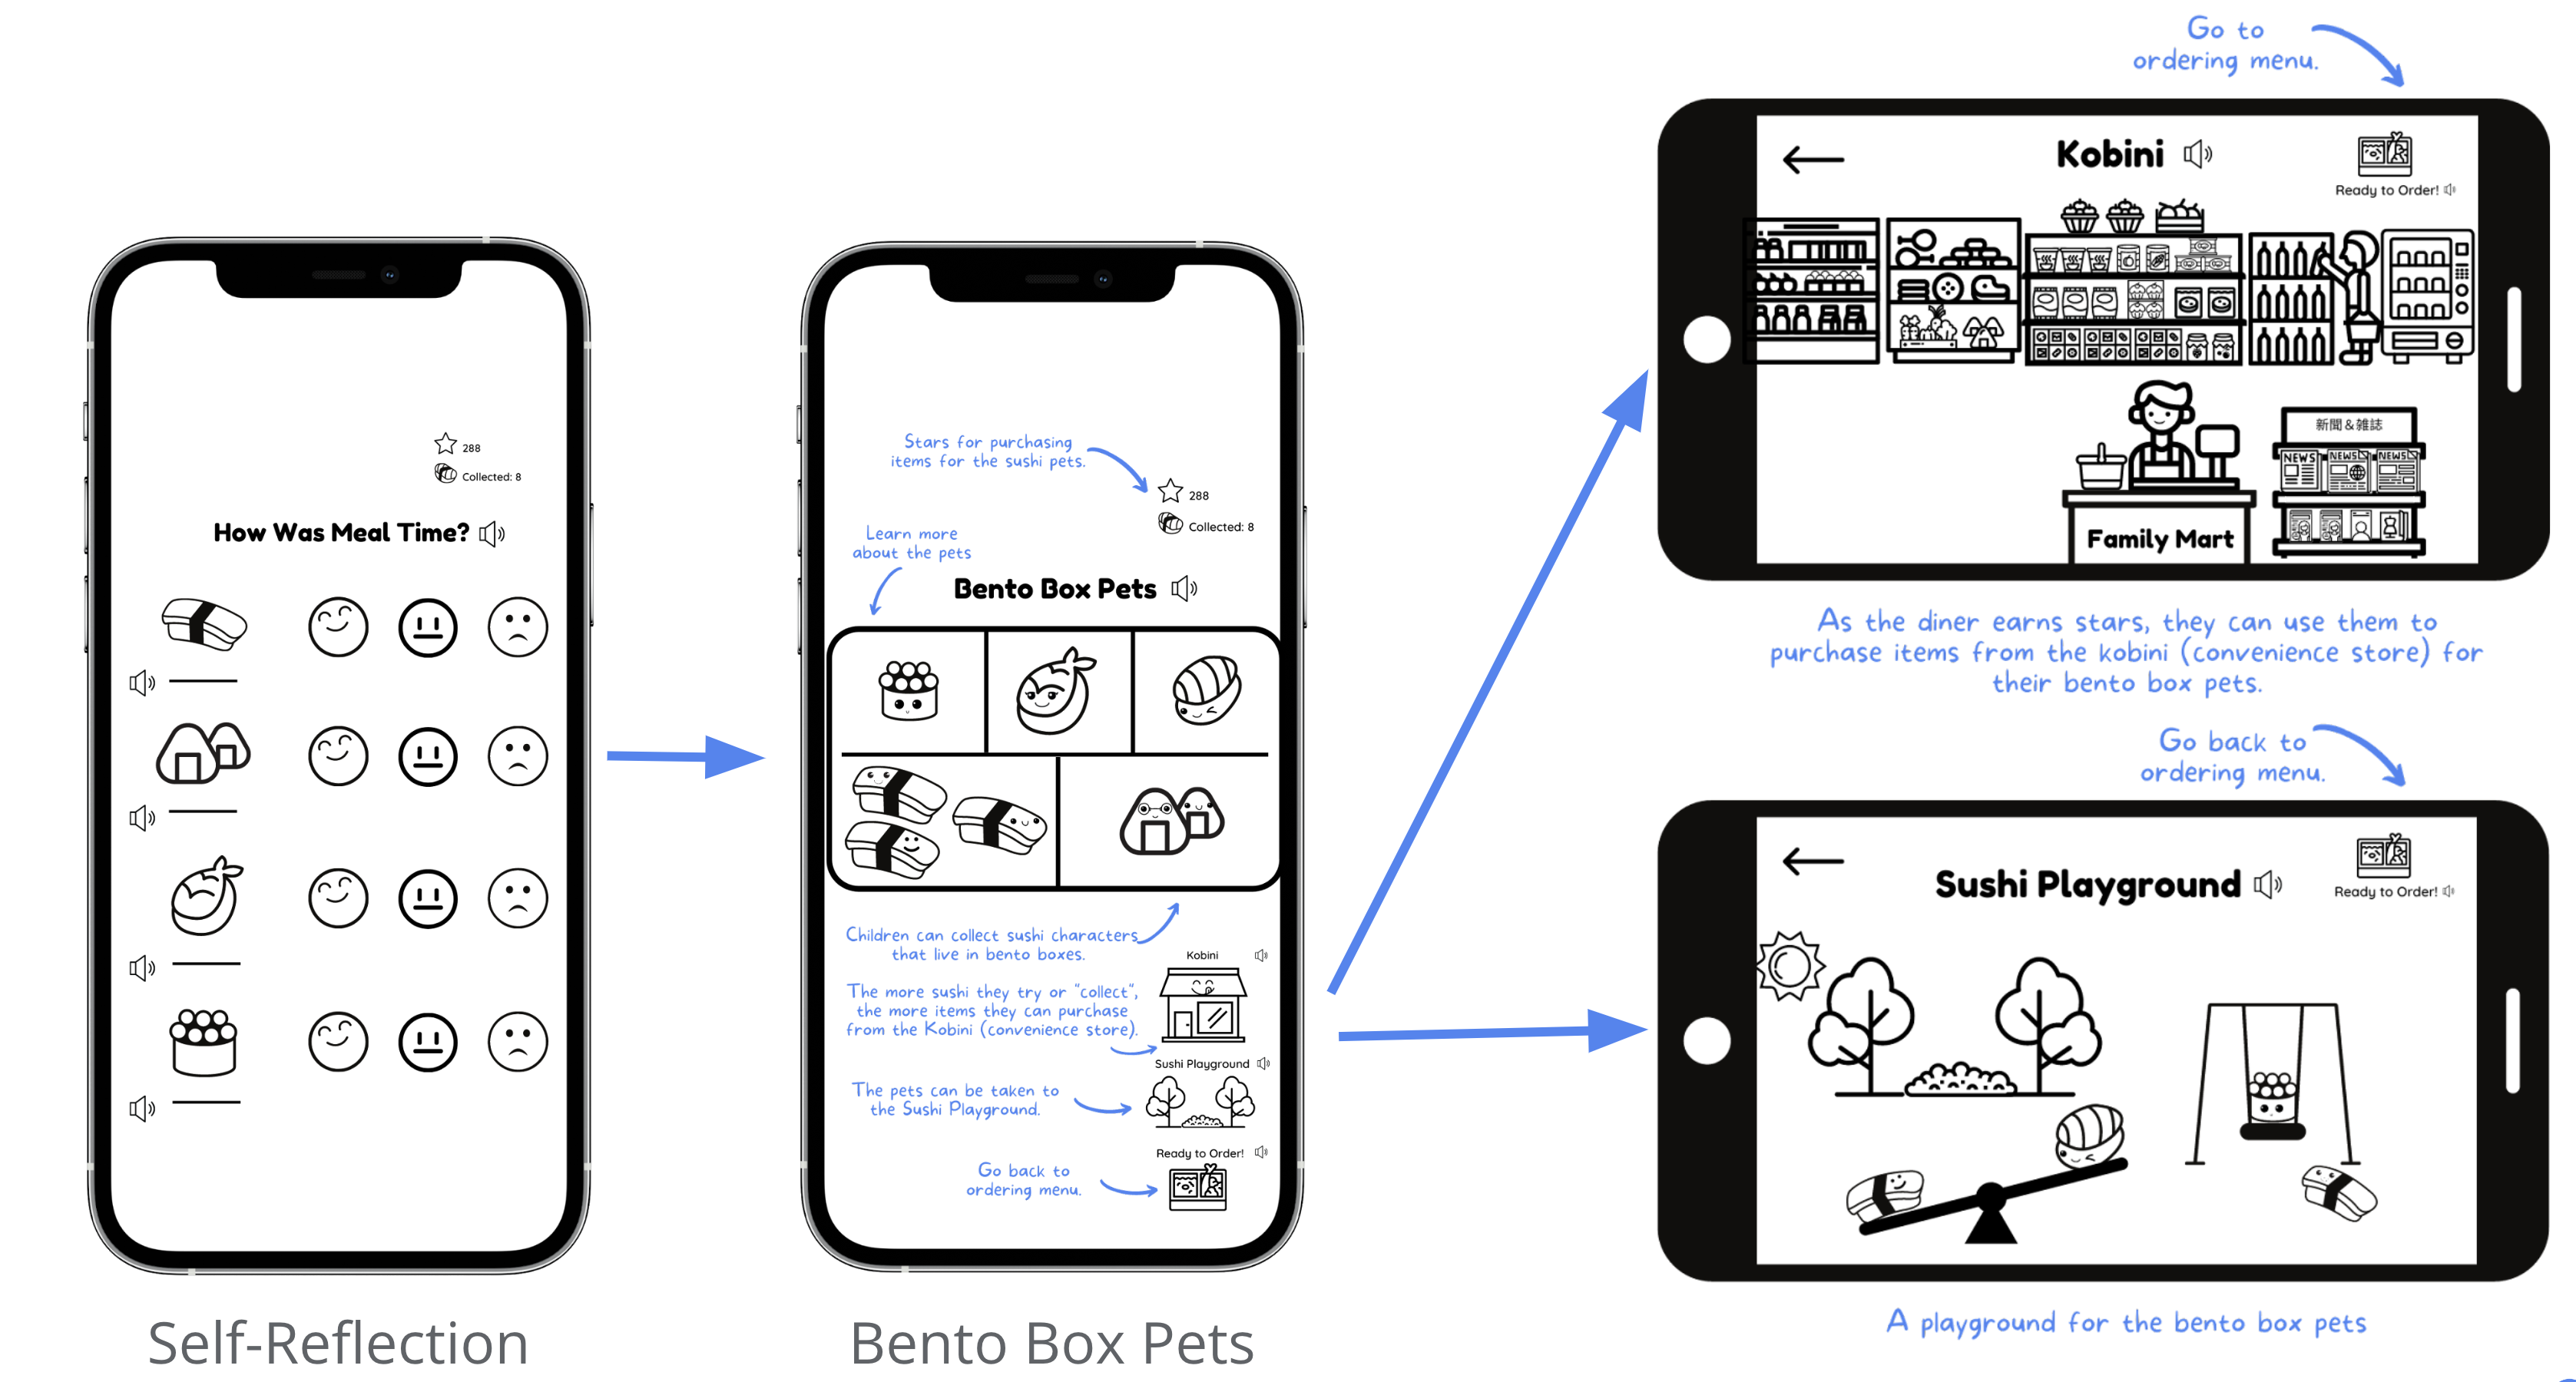 288
Collected: 8
How Was Meal Time?
Self-Reflection
Stars for purchasing
items for the sushi pets.
288
Collected: 8
Learn more
about the pets
Bento Box Pets
Children can collect sushi characters
that live in bento boxes.
Kobini
The more sushi they try or "collect",
the more items they can purchase
from the Kobini (convenience store).
Sushi Playground
The pets can be taken to
the Sushi Playground.
Ready to Order!
Go back to
ordering menu.
Bento Box Pets
Go to
ordering menu.
Kobini
Ready to Order!
新聞&雑誌
NEWS NEWS NEWS
Family Mart
As the diner earns stars, they can use them to
purchase items from the kobini (convenience store) for
their bento box pets.
Go back to
ordering menu.
Sushi Playground
Ready to Order!
A playground for the bento box pets